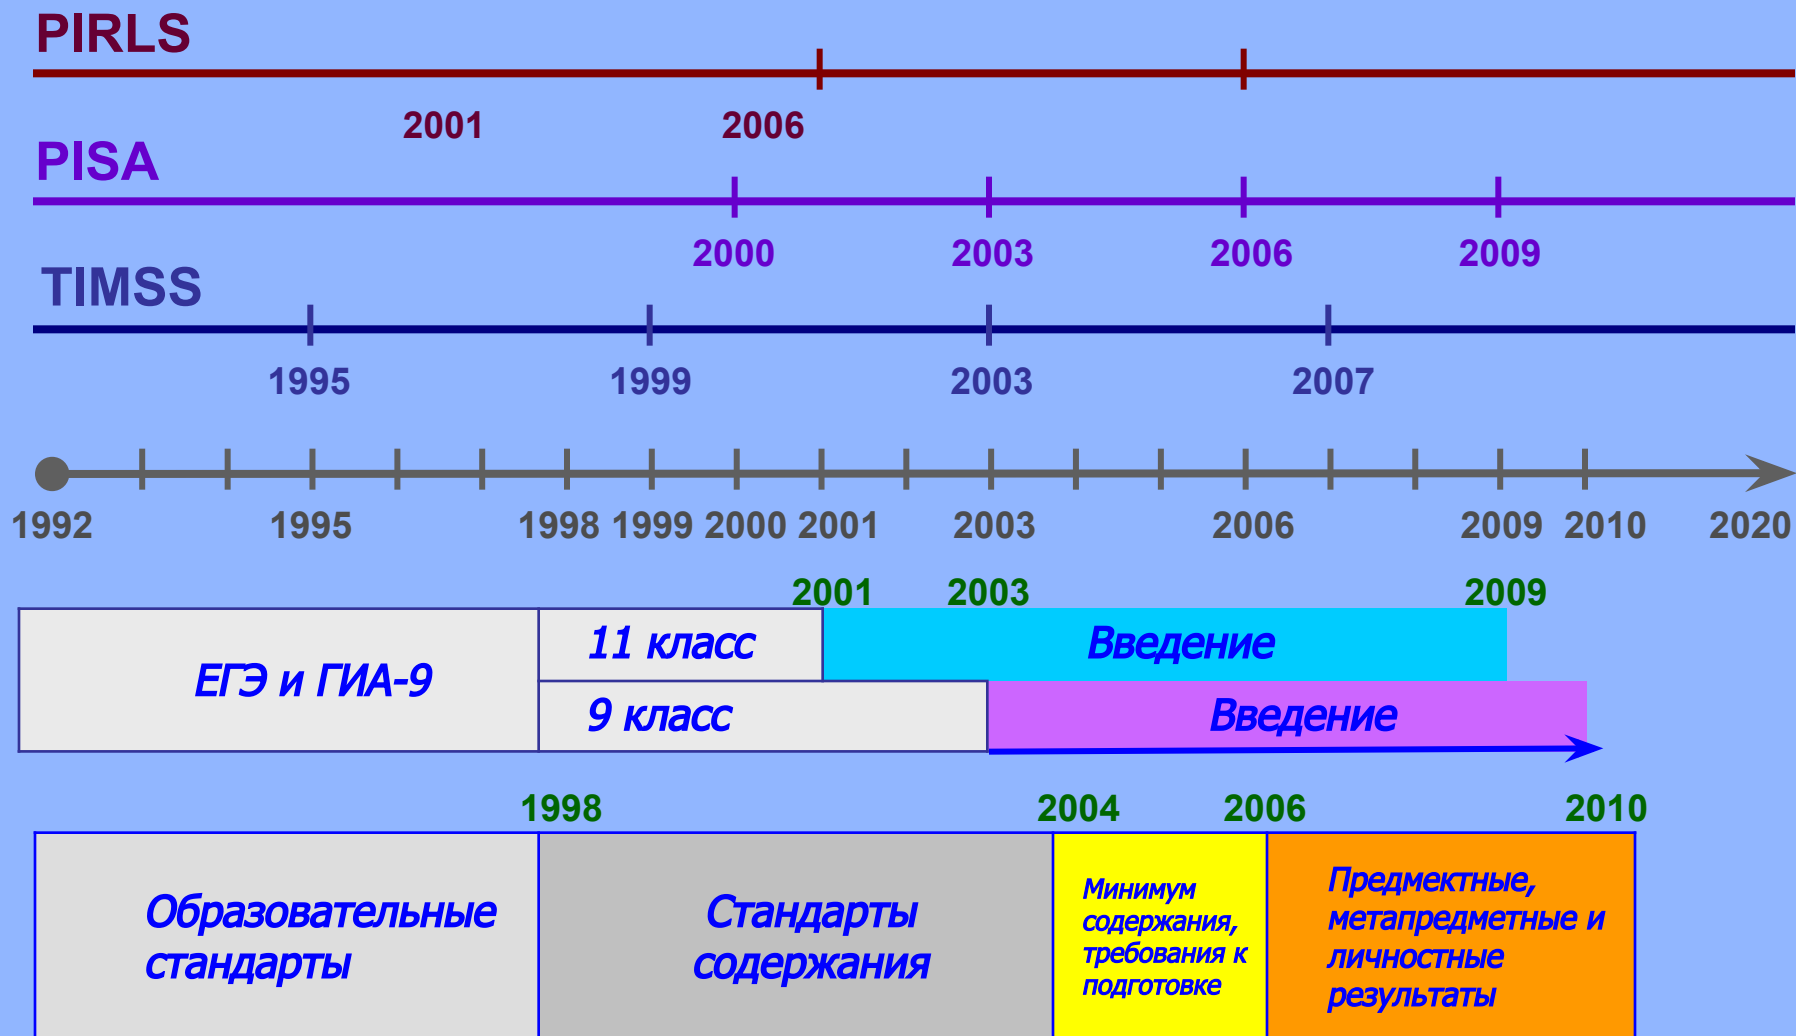 PIRLS
2001 2006
PISA
2000 2003 2006 2009
TIMSS
1995 1999 2003 2007
1992 1995 1998 1999 2000 2001 2003 2006 2009 2010 2020
2001 2003 2009
ЕГЭ и ГИА-9
11 класс Введение
9 класс Введение
1998 2004 2006 2010
Образовательные
стандарты
Стандарты
содержания
Минимум
содержания,
требования к
подготовке
Предмектные,
метапредметные и
личностные
результаты